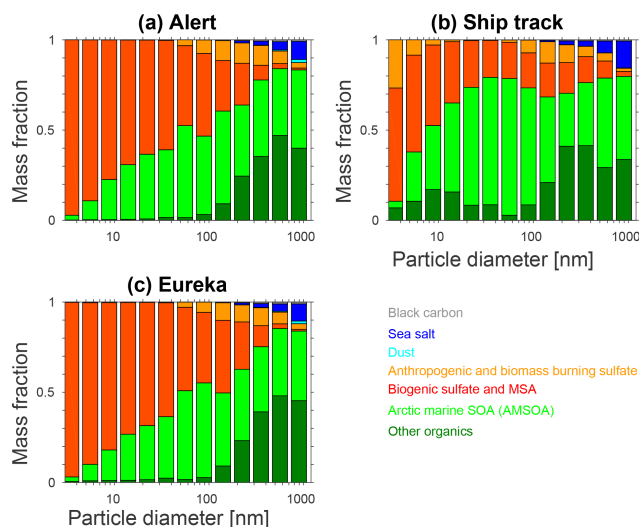 (a) Alert
(b) Ship track
1
0.5
0
Mass fraction
10
100
1000
1
0.5
0
Mass fraction
10
100
1000
Particle diameter [nm]
(c) Eureka
1
0.5
0
Mass fraction
10
100
1000
Particle diameter [nm]
Black carbon
Sea salt
Dust
Anthropogenic and biomass burning sulfate
Biogenic sulfate and MSA
Arctic marine SOA (AMSOA)
Other organics